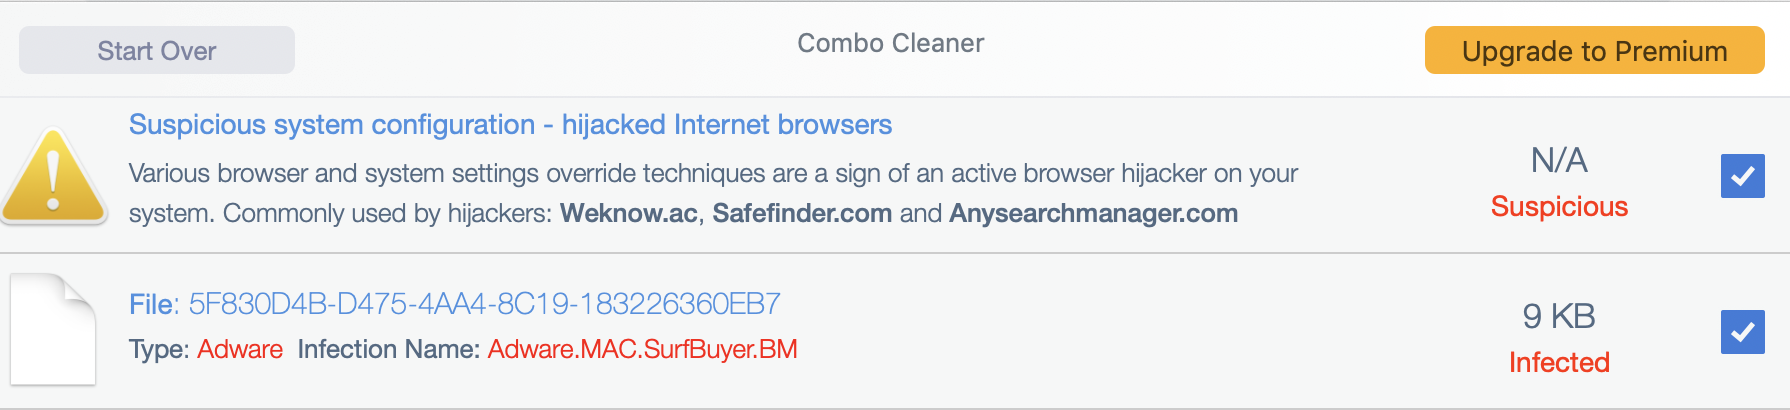 Start Over
Combo Cleaner
Upgrade to Premium
Suspicious system configuration - hijacked Internet browsers
Various browser and system settings override techniques are a sign of an active browser hijacker on your
system. Commonly used by hijackers: Weknow.ac, Safefinder.com and Anysearchmanager.com
N/A
Suspicious
File: 5F830D4B-D475-4AA4-8C19-183226360EB7
Type: Adware Infection Name: Adware.MAC.SurfBuyer.BM
9 KB
Infected